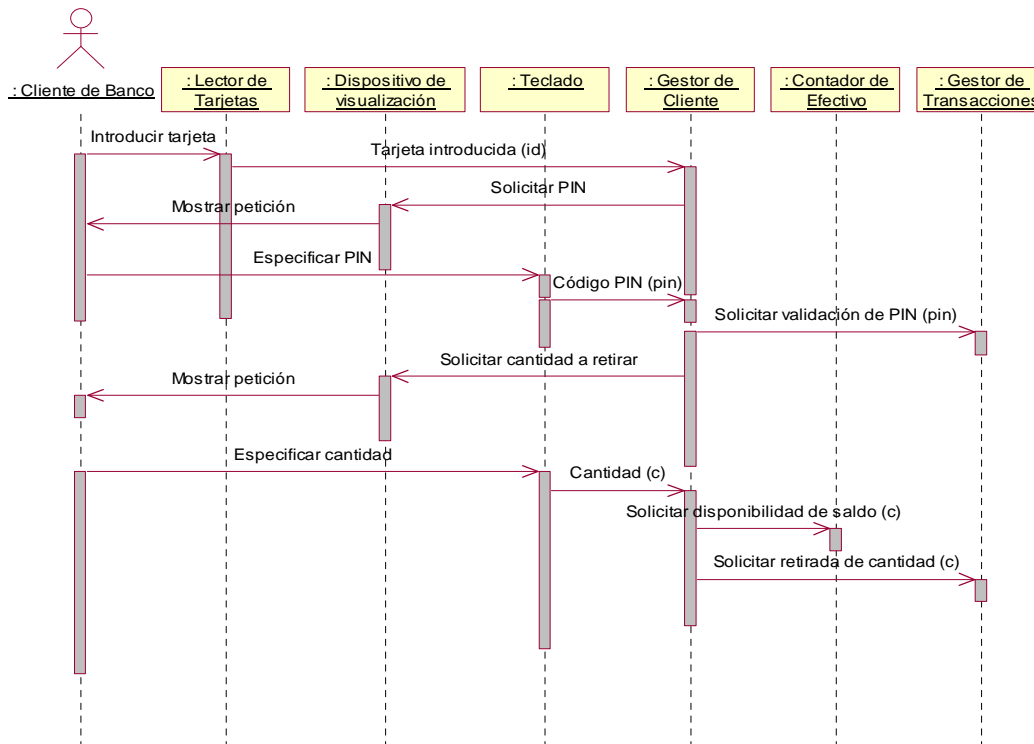 : Cliente de Banco
: Lector de
Tarjetas
: Dispositivo de
visualización
: Teclado
: Gestor de
Cliente
: Contador de
Efectivo
: Gestor de
Transacciones
Introducir tarjeta
Tarjeta introducida (id)
Solicitar PIN
Mostrar petición
Especificar PIN
Código PIN (pin)
Solicitar validación de PIN (pin)
Solicitar cantidad a retirar
Mostrar petición
Especificar cantidad
Cantidad (c)
Solicitar disponibilidad de saldo (c)
Solicitar retirada de cantidad (c)